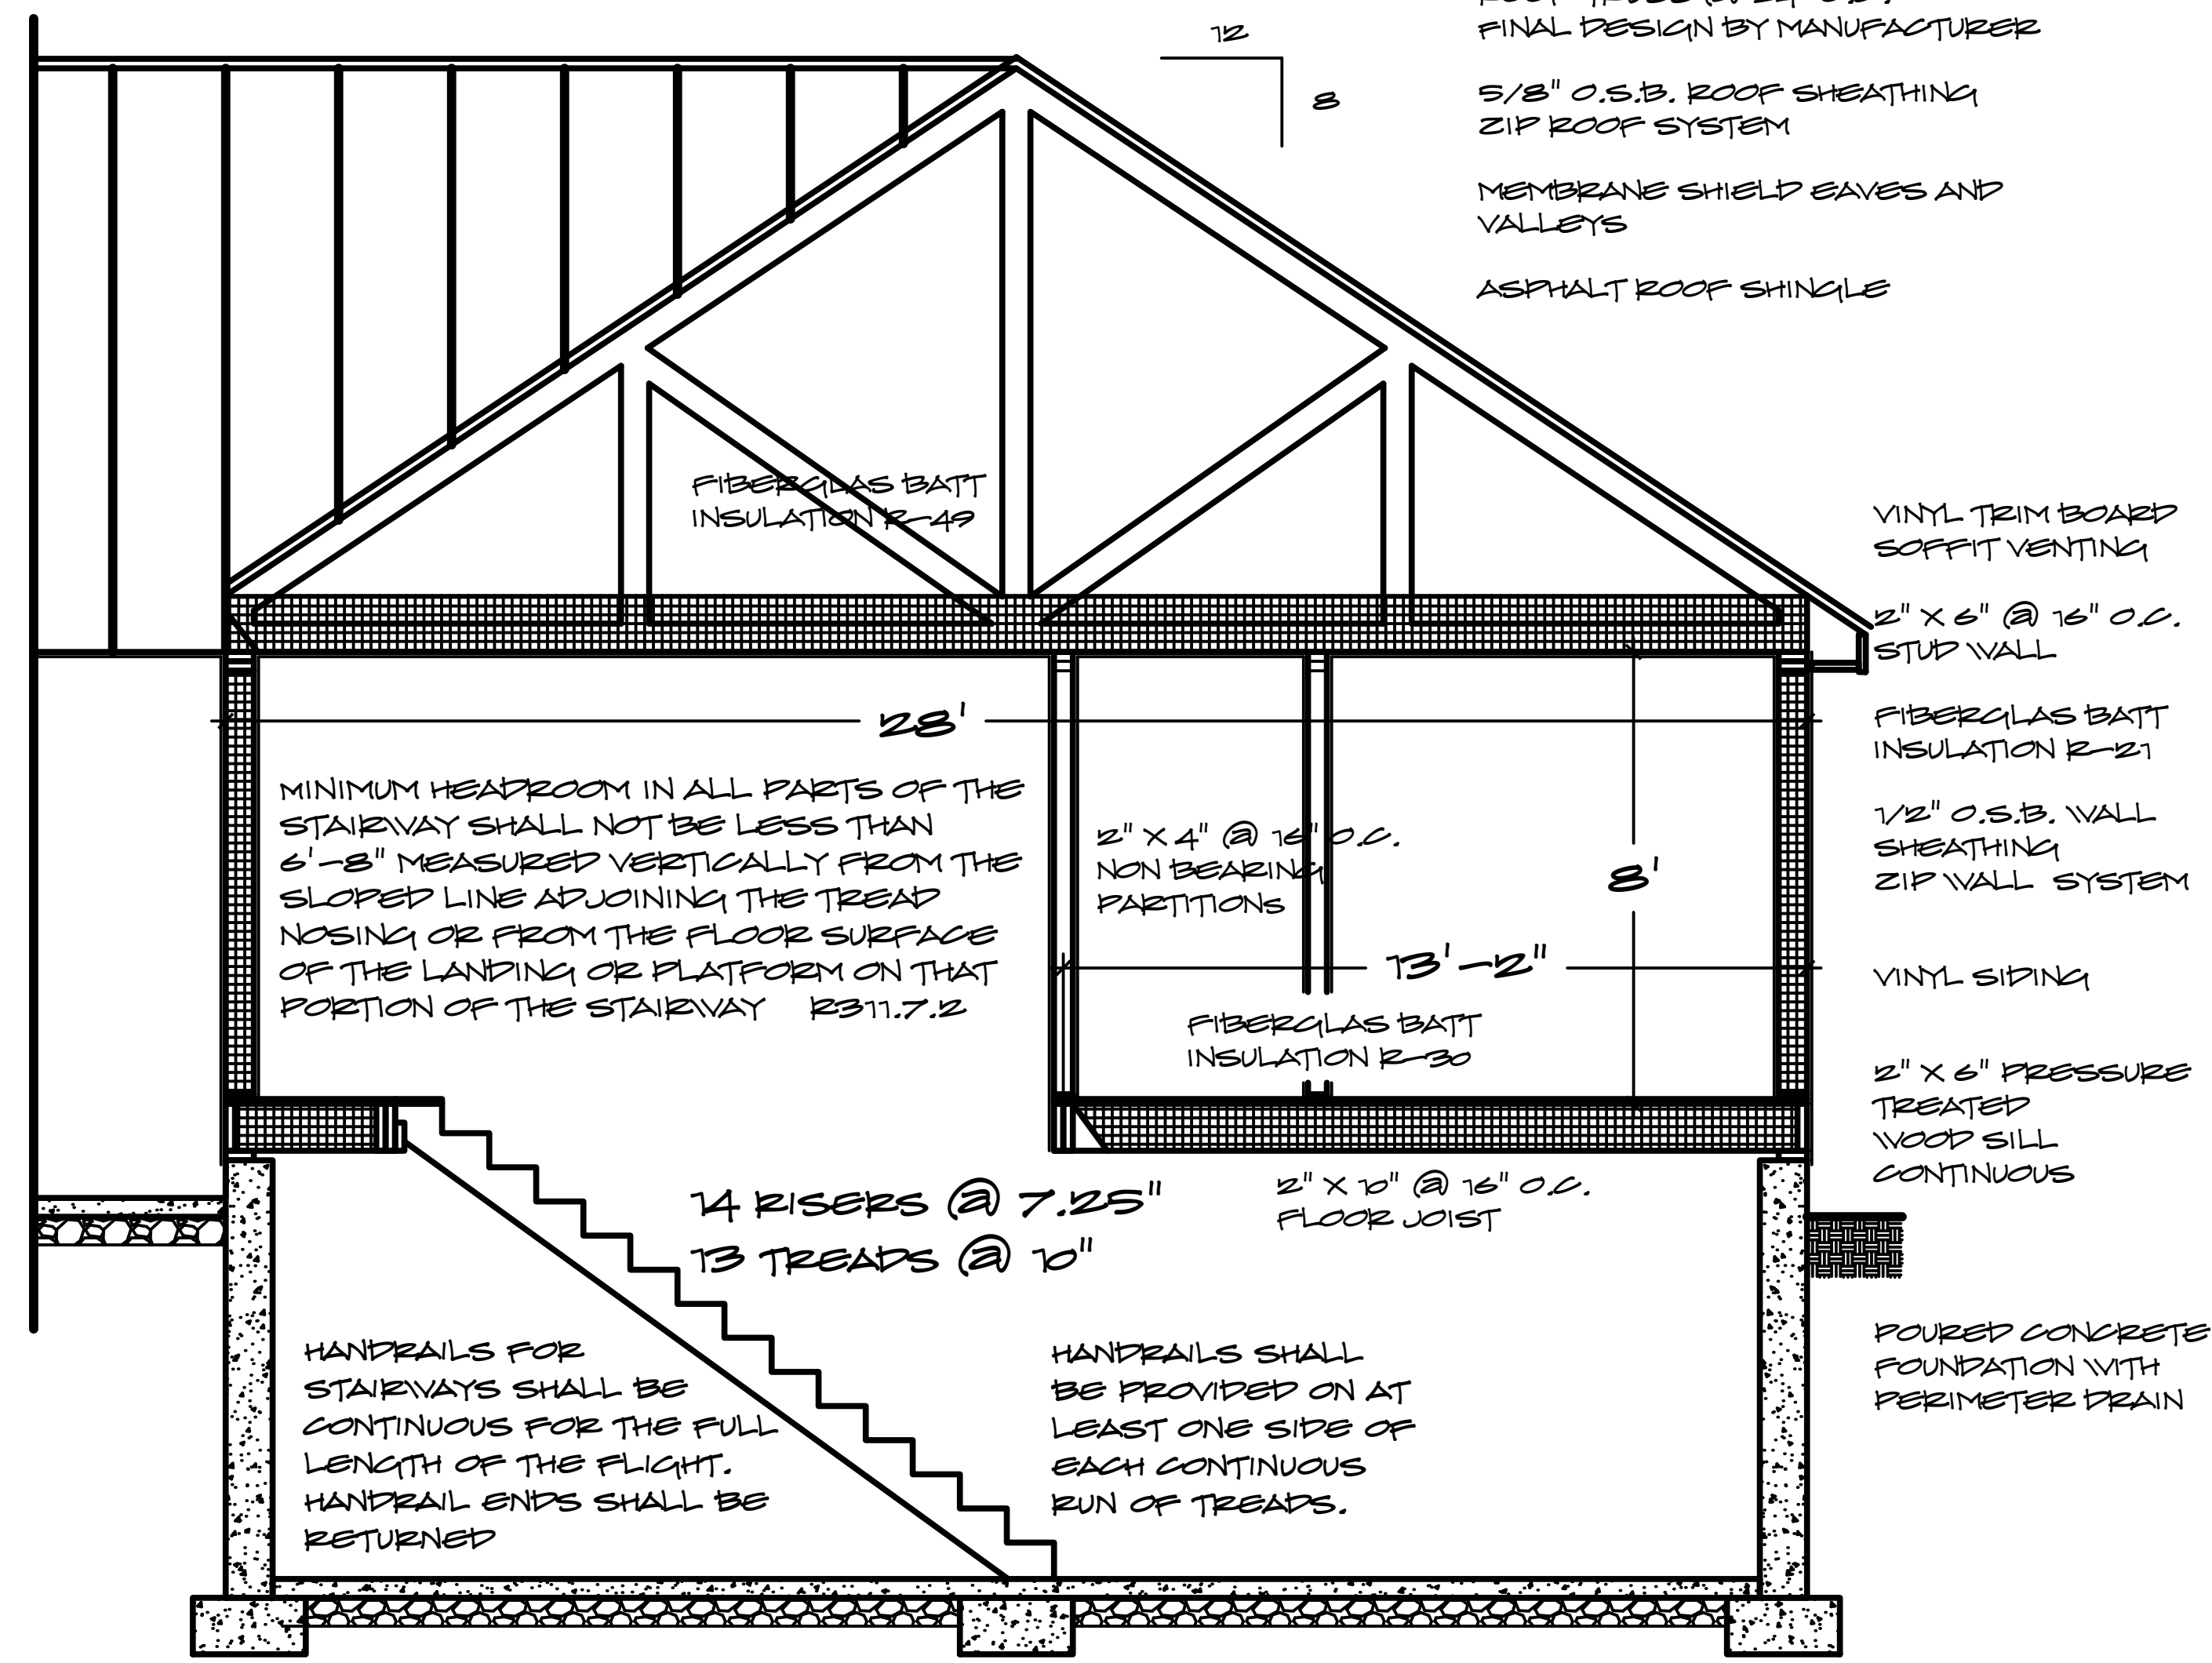 FINAL DESIGN BY MANUFACTURER
12
8
5/8" O.S.B. ROOF SHEATHING
ZIP ROOF SYSTEM
MEMBRANE SHIELD EAVES AND
VALLEYS
ASPHALT ROOF SHINGLE
FIBERGLAS BATT
INSULATION R-49
VINYL TRIM BOARD
SOFFIT VENTING
2" X 6" @ 16" O.C.
STUD WALL
FIBERGLAS BATT
INSULATION R-21
1/2" O.S.B. WALL
SHEATHING
ZIP WALL SYSTEM
VINYL SIDING
2" X 6" PRESSURE
TREATED
WOOD SILL
CONTINUOUS
POURED CONCRETE
FOUNDATION WITH
PERIMETER DRAIN
28'
MINIMUM HEADROOM IN ALL PARTS OF THE
STAIRWAY SHALL NOT BE LESS THAN
6'-8" MEASURED VERTICALLY FROM THE
SLOPED LINE ADJOINING THE TREAD
NOSING OR FROM THE FLOOR SURFACE
OF THE LANDING OR PLATFORM ON THAT
PORTION OF THE STAIRWAY R311.7.2
2" X 4" @ 16" O.C.
NON BEARING
PARTITIONS
8'
13'-2"
FIBERGLAS BATT
INSULATION R-30
14 RISERS @ 7.25"
13 TREADS @ 10"
2" X 10" @ 16" O.C.
FLOOR JOIST
HANDRAILS FOR
STAIRWAYS SHALL BE
CONTINUOUS FOR THE FULL
LENGTH OF THE FLIGHT.
HANDRAIL ENDS SHALL BE
RETURNED
HANDRAILS SHALL
BE PROVIDED ON AT
LEAST ONE SIDE OF
EACH CONTINUOUS
RUN OF TREADS.